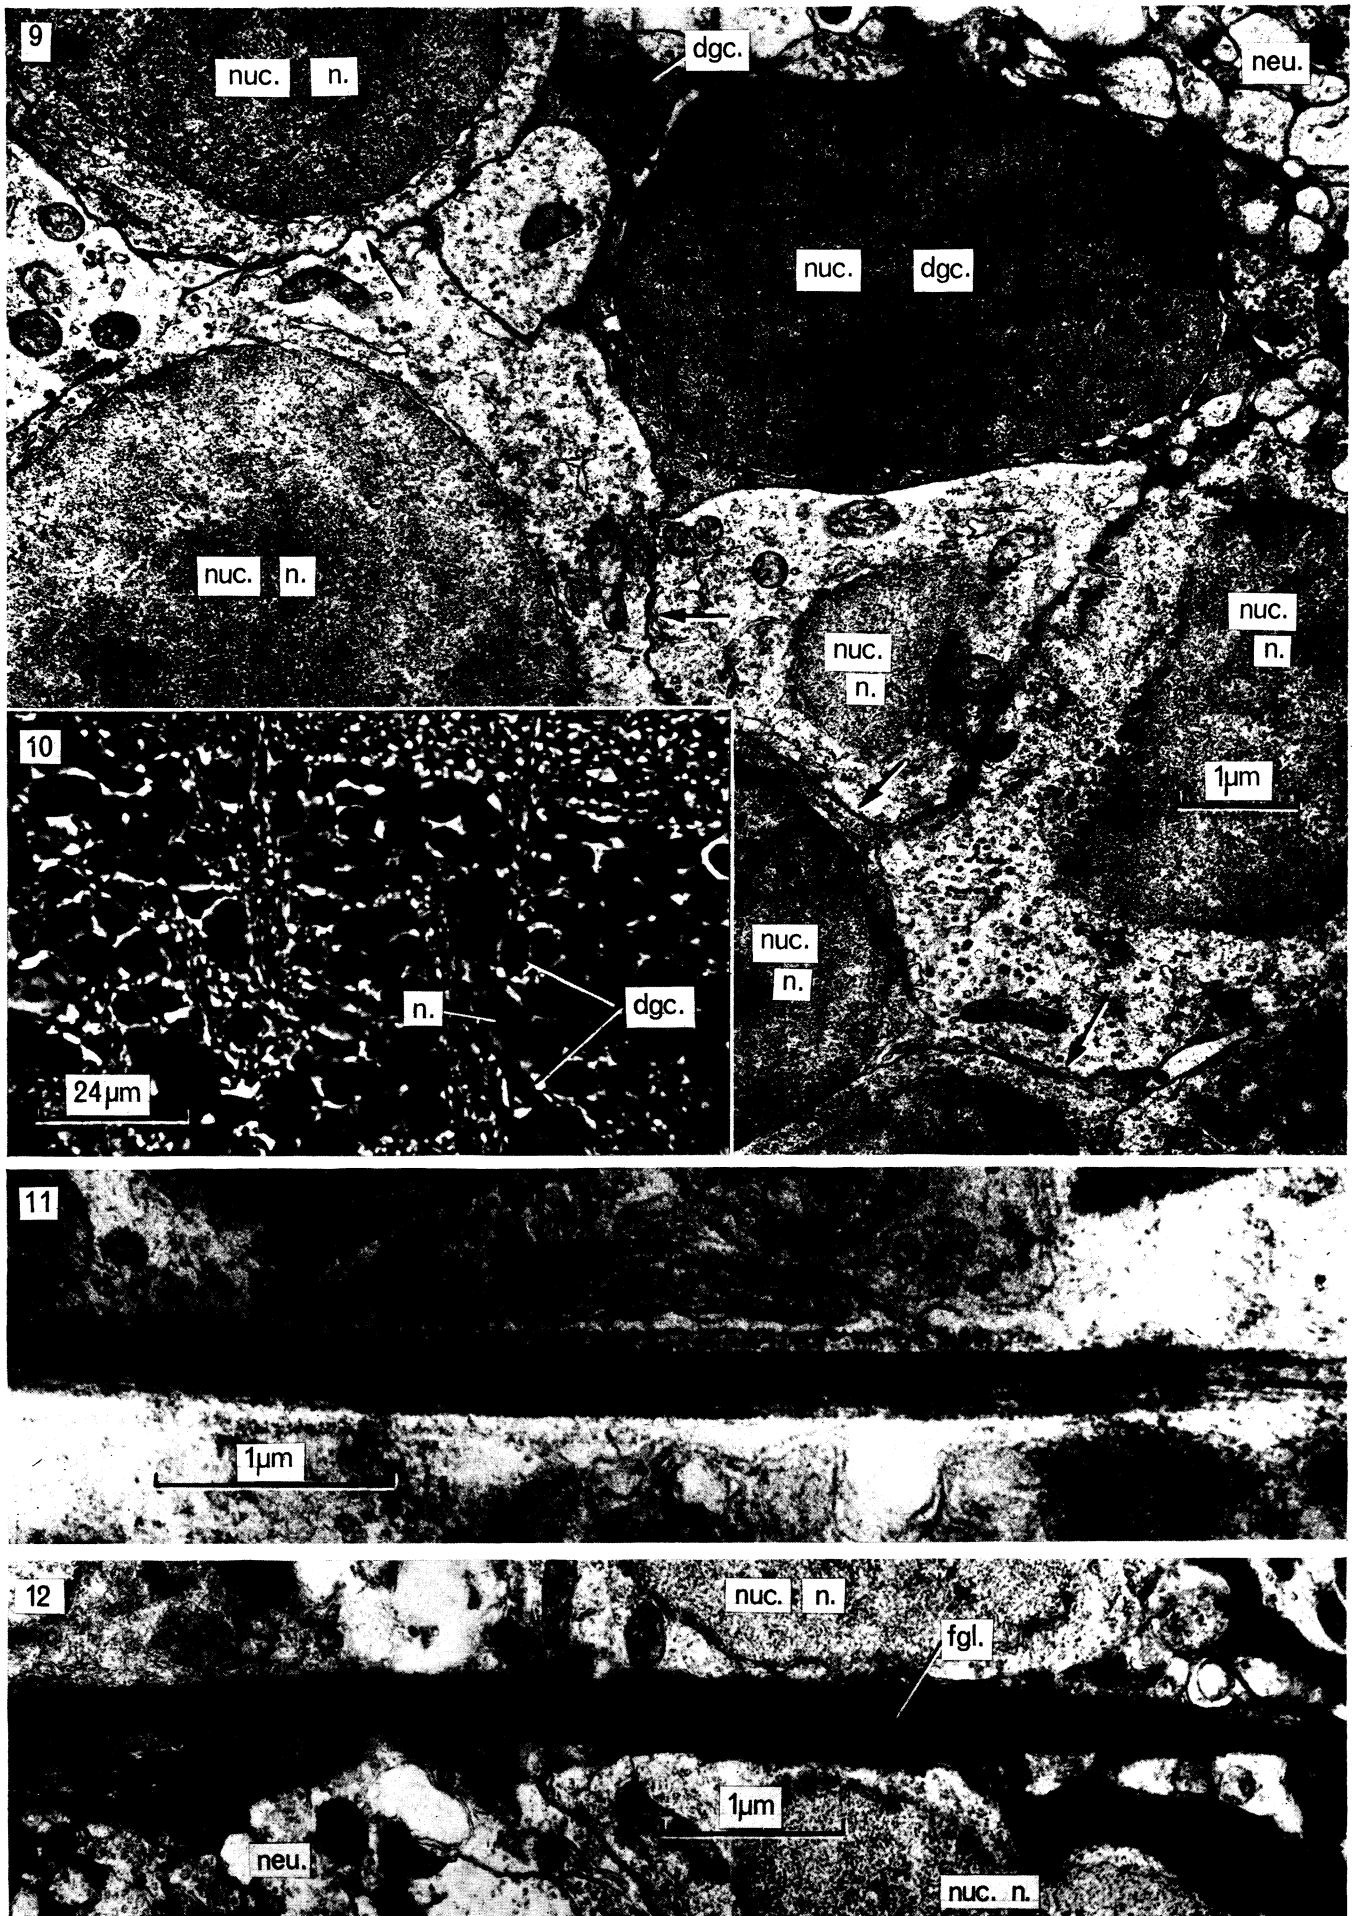 9
nuc. n.
dgc.
neu.
nuc. dgc.
nuc. n.
nuc.
n.
nuc.
n.
1µm
nuc.
n.
10
n.
dgc.
24µm
11
1µm
12
nuc. n.
fgl.
1µm
neu.
nuc. n.